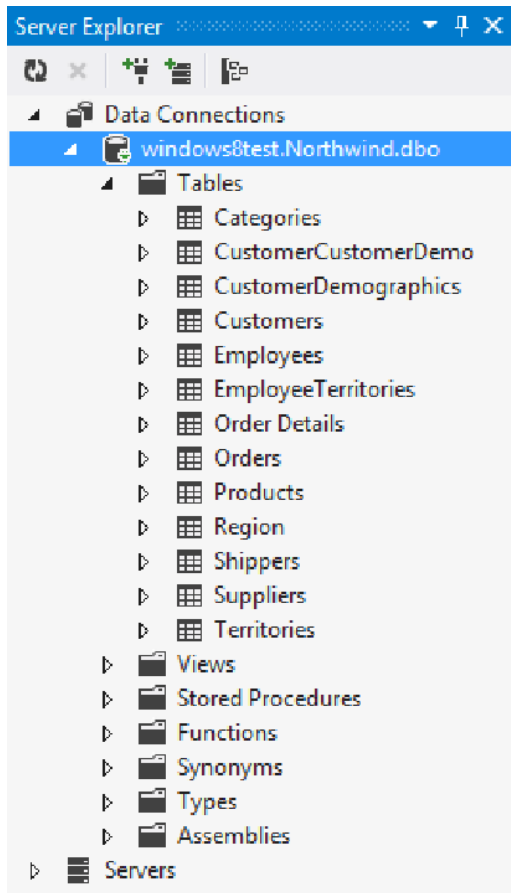 Server Explorer
Data Connections
windows8test.Northwind.dbo
Tables
Categories
CustomerCustomerDemo
CustomerDemographics
Customers
Employees
EmployeeTerritories
Order Details
Orders
Products
Region
Shippers
Suppliers
Territories
Views
Stored Procedures
Functions
Synonyms
Types
Assemblies
Servers